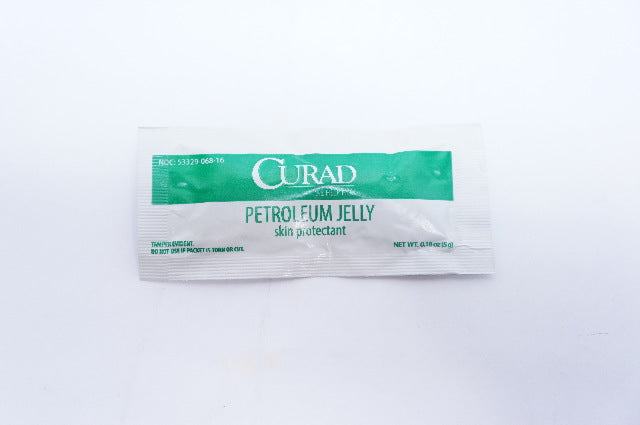 NDC: 53329-068-16
CURAD
PETROLEUM JELLY
skin protectant
TAMPER EVIDENT.
DO NOT USE IF PACKET IS TORN OR CUT.
NET WT. 0.18 oz (5g)